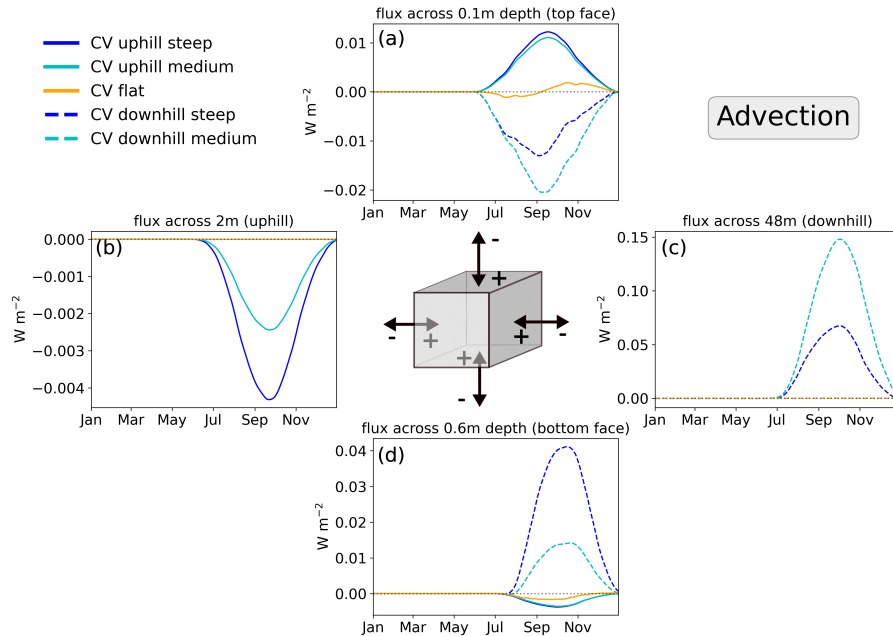 flux across 0.1m depth (top face)
CV uphill steep
CV uphill medium
CV flat
CV downhill steep
CV downhill medium
(a)
0.01
0.00
−0.01
−0.02
W m⁻²
Jan Mar May Jul Sep Nov
Advection
flux across 2m (uphill)
(b)
0.000
−0.001
−0.002
−0.003
−0.004
W m⁻²
Jan Mar May Jul Sep Nov
-
+
-
+
+
-
+
-
flux across 48m (downhill)
(c)
0.15
0.10
0.05
0.00
W m⁻²
Jan Mar May Jul Sep Nov
flux across 0.6m depth (bottom face)
(d)
0.04
0.03
0.02
0.01
0.00
W m⁻²
Jan Mar May Jul Sep Nov